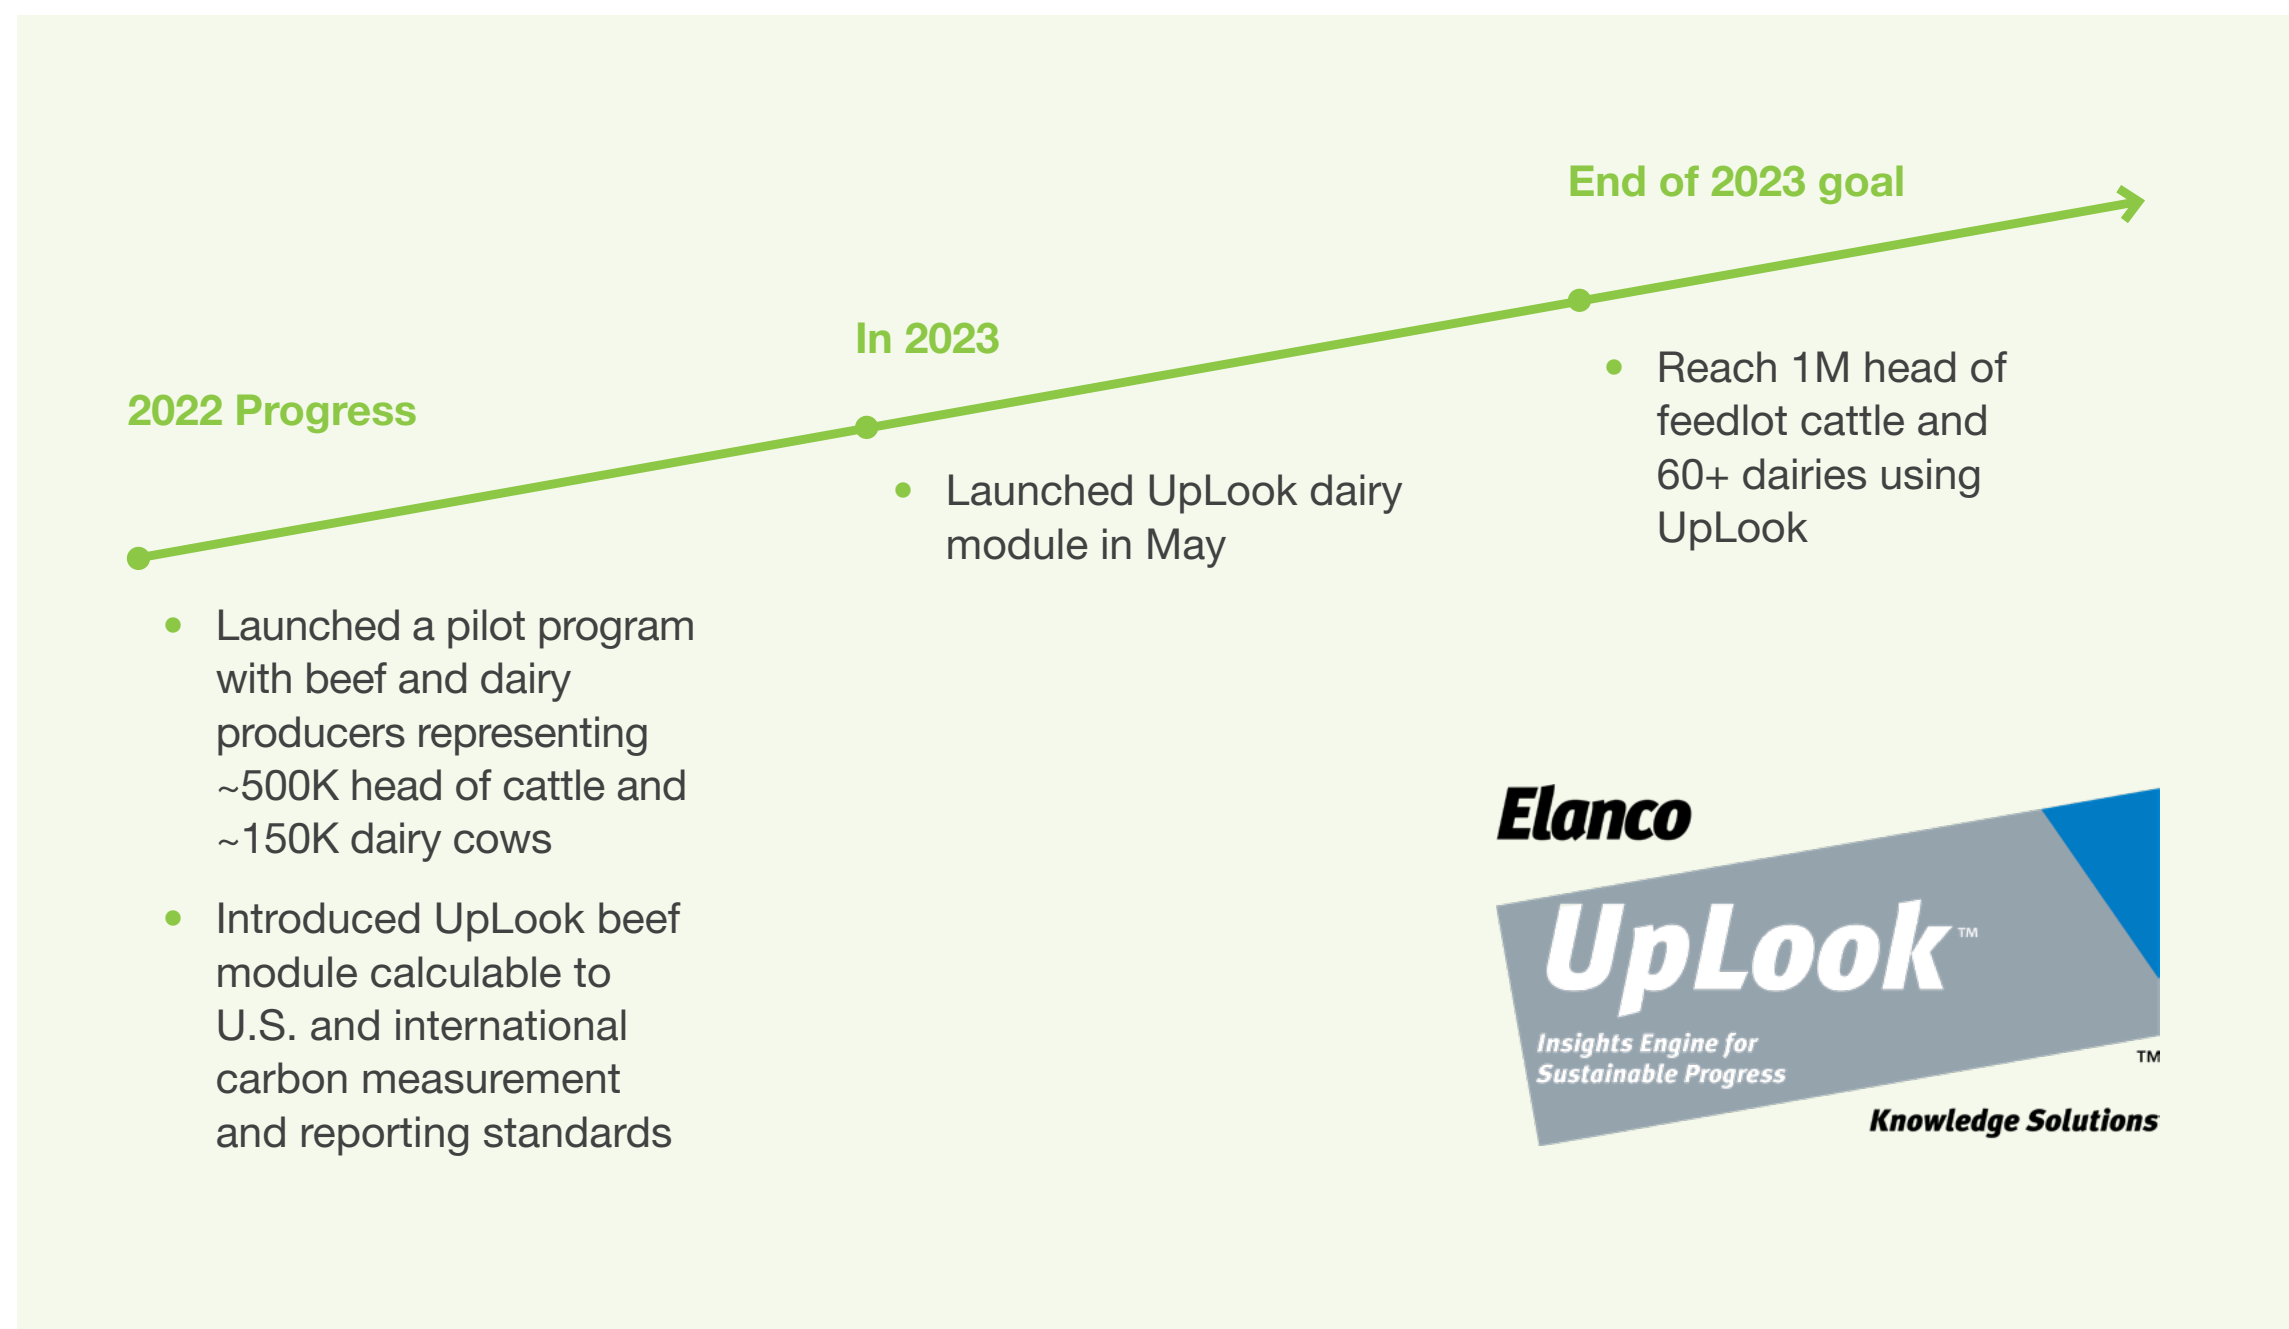 2022 Progress
• Launched a pilot program
with beef and dairy
producers representing
~500K head of cattle and
~150K dairy cows
• Introduced UpLook beef
module calculable to
U.S. and international
carbon measurement
and reporting standards
In 2023
• Launched UpLook dairy
module in May
End of 2023 goal
• Reach 1M head of
feedlot cattle and
60+ dairies using
UpLook
Elanco
UpLook™
Insights Engine for
Sustainable Progress
™
Knowledge Solutions